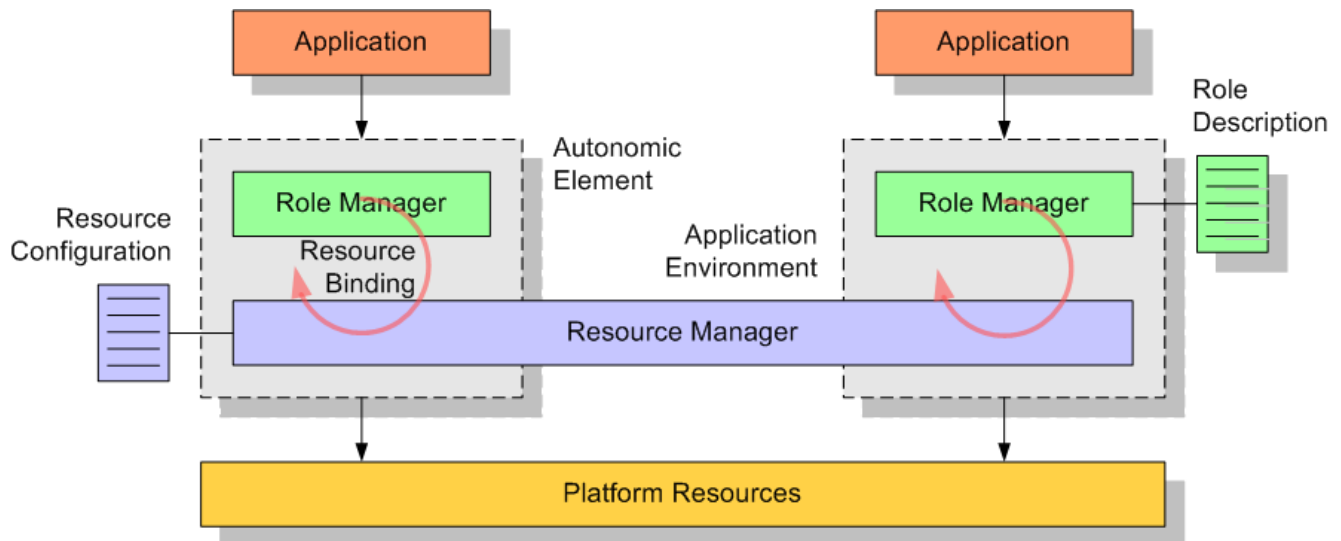 Application
Application
Role
Description
Autonomic
Element
Role Manager
Role Manager
Resource
Configuration
Resource
Binding
Application
Environment
Resource Manager
Platform Resources